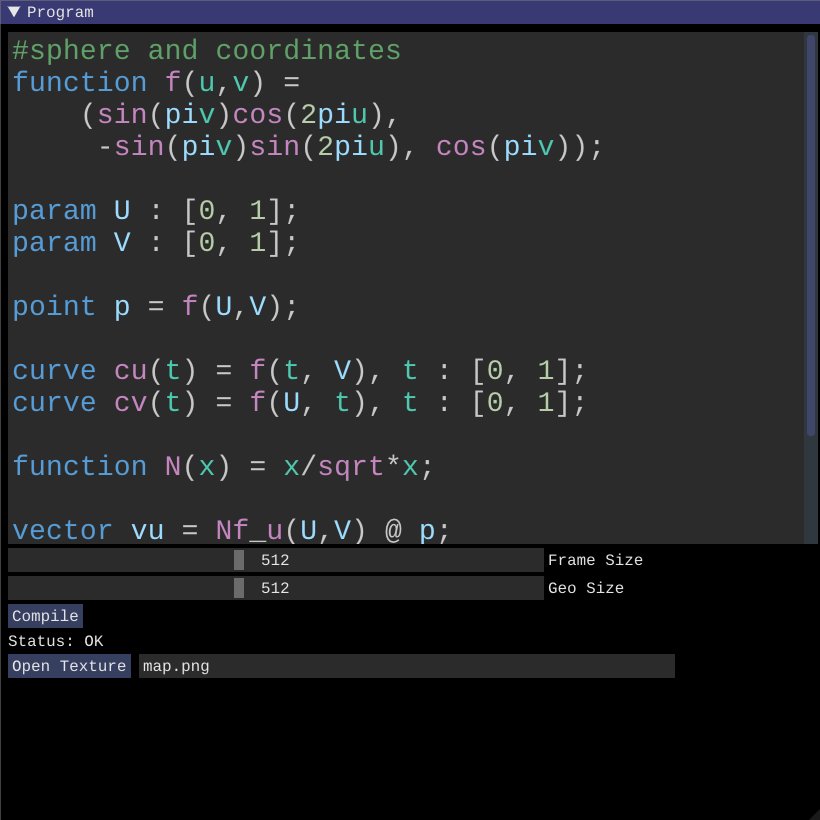 Program
#sphere and coordinates
function f(u,v) =
    (sin(piv)cos(2piu),
     -sin(piv)sin(2piu), cos(piv));
param U : [0, 1];
param V : [0, 1];
point p = f(U,V);
curve cu(t) = f(t, V), t : [0, 1];
curve cv(t) = f(U, t), t : [0, 1];
function N(x) = x/sqrt*x;
vector vu = Nf_u(U,V) @ p;
512 Frame Size
512 Geo Size
Compile
Status: OK
Open Texture map.png